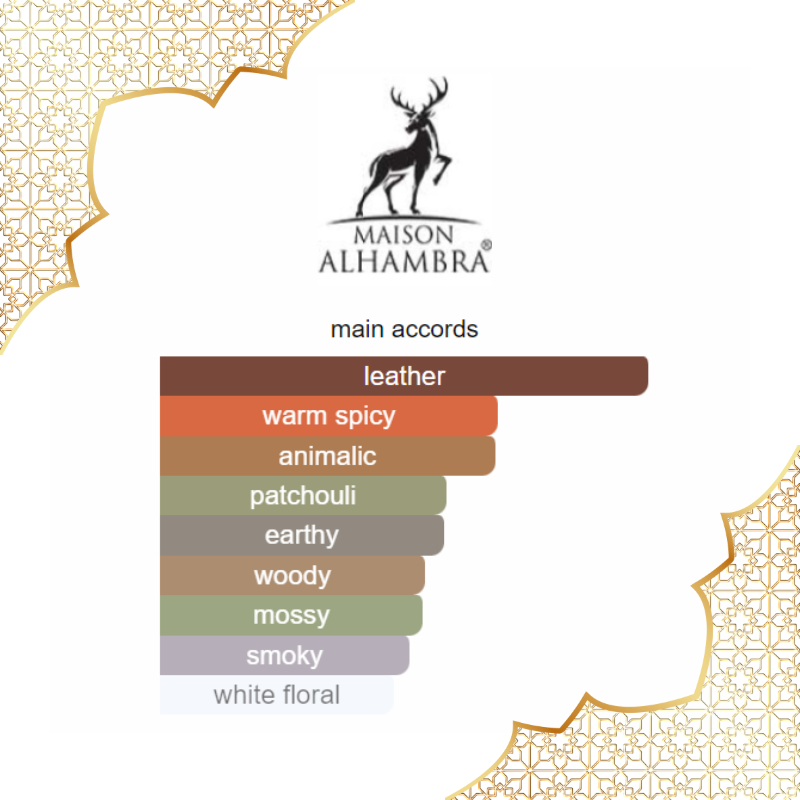 MAISON
ALHAMBRA®
main accords
leather
warm spicy
animalic
patchouli
earthy
woody
mossy
smoky
white floral